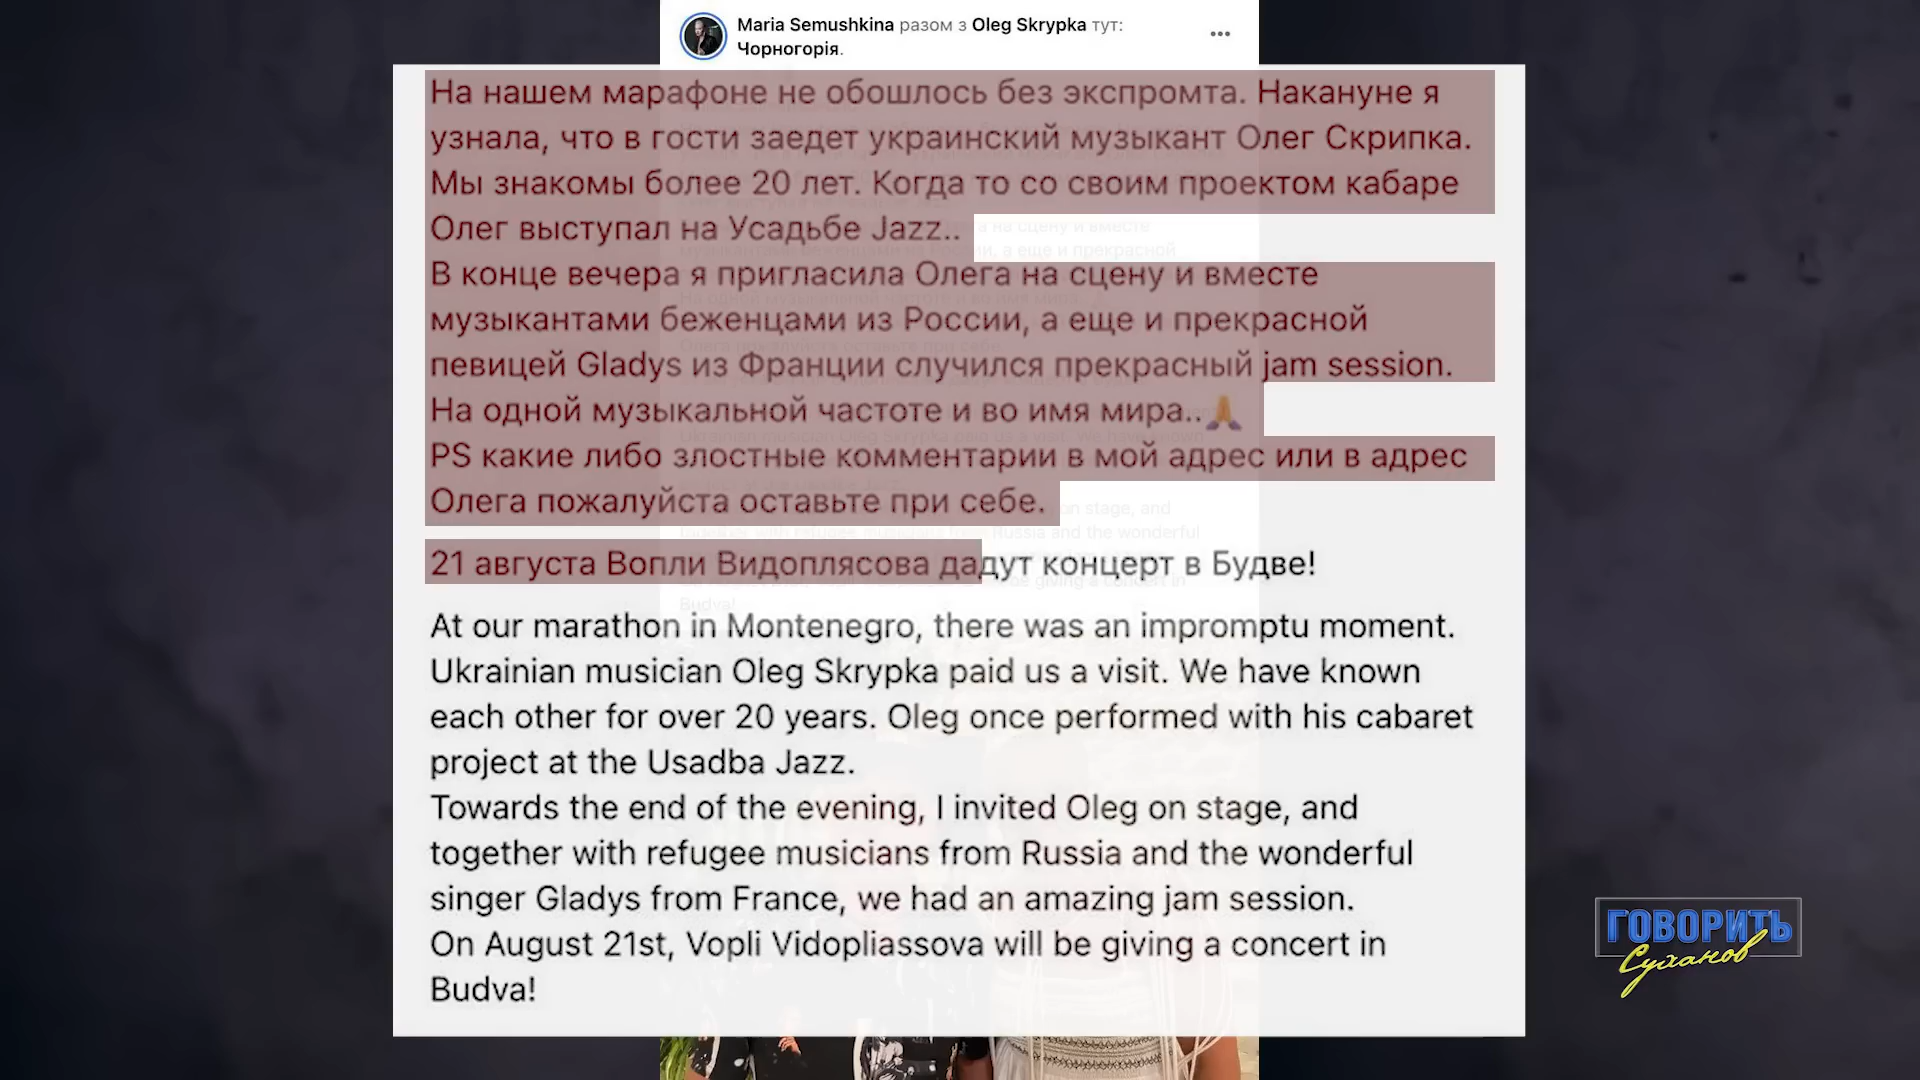 Maria Semushkina разом з Oleg Skrypka тут:
Чорногорія.
На нашем марафоне не обошлось без экспромта. Накануне я
узнала, что в гости заедет украинский музыкант Олег Скрипка.
Мы знакомы более 20 лет. Когда то со своим проектом кабаре
Олег выступал на Усадьбе Jazz..
В конце вечера я пригласила Олега на сцену и вместе
музыкантами беженцами из России, а еще и прекрасной
певицей Gladys из Франции случился прекрасный jam session.
На одной музыкальной частоте и во имя мира..🙏
PS какие либо злостные комментарии в мой адрес или в адрес
Олега пожалуйста оставьте при себе.
21 августа Вопли Видоплясова дадут концерт в Будве!
At our marathon in Montenegro, there was an impromptu moment.
Ukrainian musician Oleg Skrypka paid us a visit. We have known
each other for over 20 years. Oleg once performed with his cabaret
project at the Usadba Jazz.
Towards the end of the evening, I invited Oleg on stage, and
together with refugee musicians from Russia and the wonderful
singer Gladys from France, we had an amazing jam session.
On August 21st, Vopli Vidopliassova will be giving a concert in
Budva!
ГОВОРИТЬ
Суханов